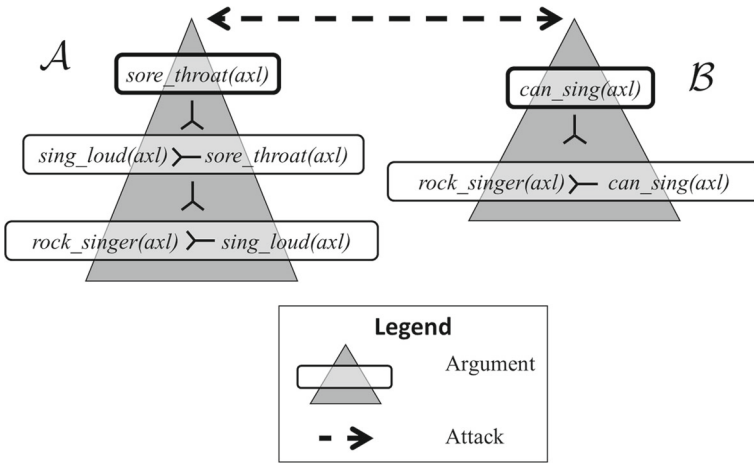 A
B
sore_throat(axl)
can_sing(axl)
sing_loud(axl) sore_throat(axl)
rock_singer(axl) can_sing(axl)
rock_singer(axl) sing_loud(axl)
Legend
Argument
Attack